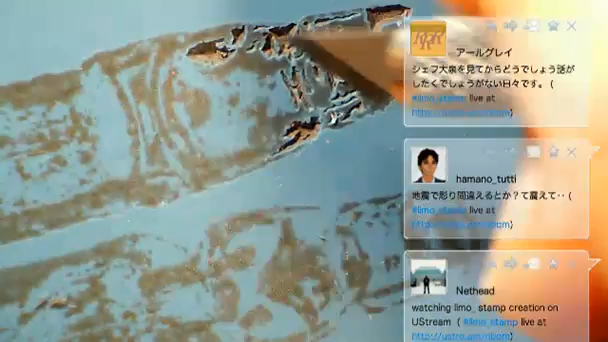 アールグレイ
シェフ大泉を見てからどうでしょう話が
したくてしょうがない日々です。 (
#limo_stamp live at
hamano_tutti
地震で彫り間違えるとか？て震えて‥ (
#limo_stamp live at
Nethead
watching limo_stamp creation on
UStream ( #limo_stamp live at